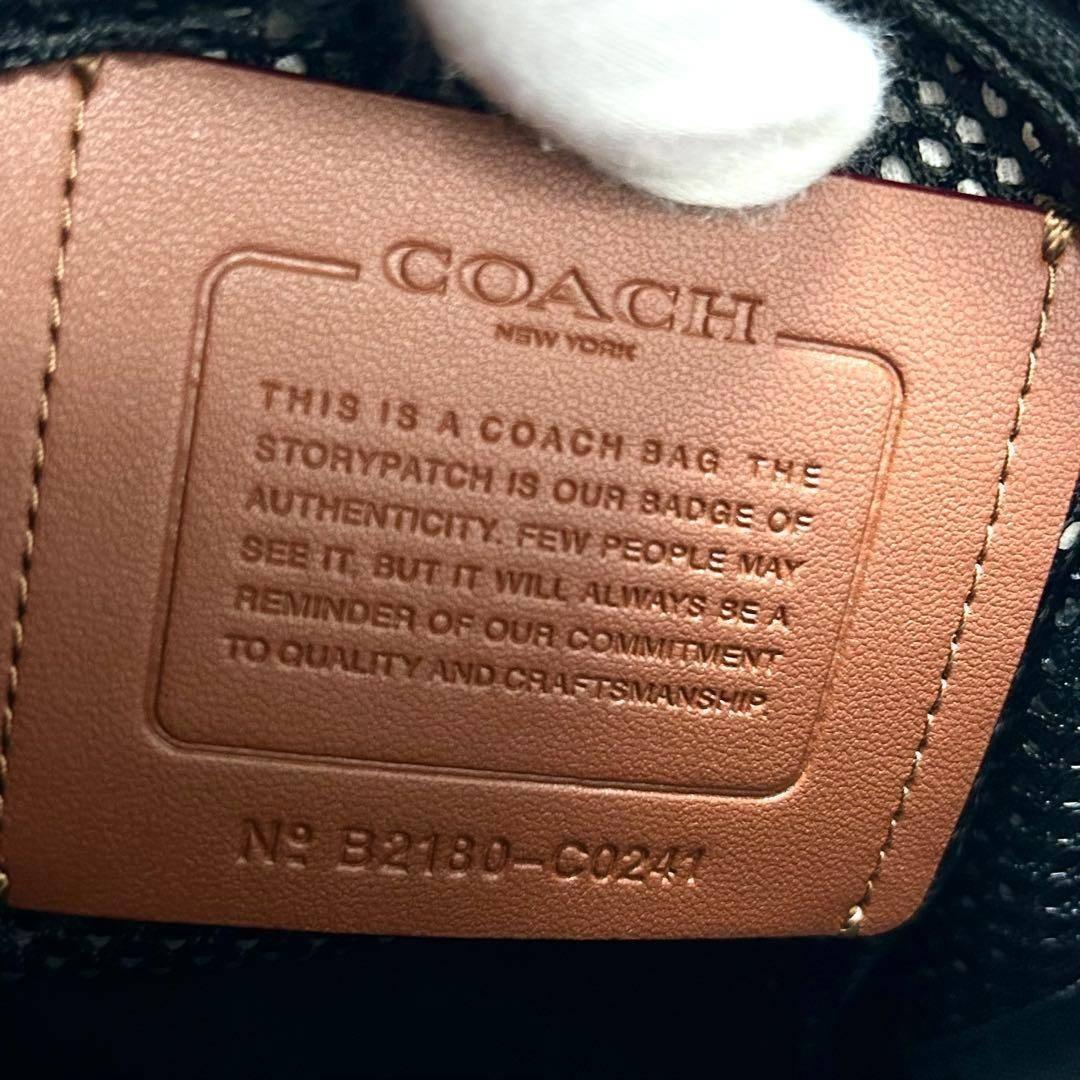 COACH
NEW YORK
THIS IS A COACH BAG. THE
STORYPATCH IS OUR BADGE OF
AUTHENTICITY. FEW PEOPLE MAY
SEE IT, BUT IT WILL ALWAYS BE A
REMINDER OF OUR COMMITMENT
TO QUALITY AND CRAFTSMANSHIP.
Nº B2180-C0241